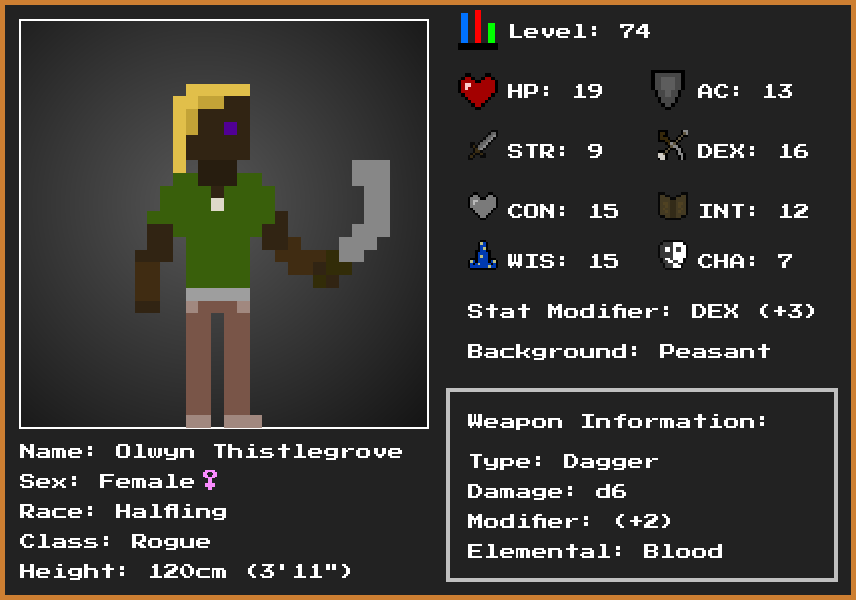 Level: 74
HP: 19
AC: 13
STR: 9
DEX: 16
CON: 15
INT: 12
WIS: 15
CHA: 7
Stat Modifier: DEX (+3)
Background: Peasant
Weapon Information:
Type: Dagger
Damage: d6
Modifier: (+2)
Elemental: Blood
Name: Olwyn Thistlegrove
Sex: Female♀
Race: Halfling
Class: Rogue
Height: 120cm (3'11")